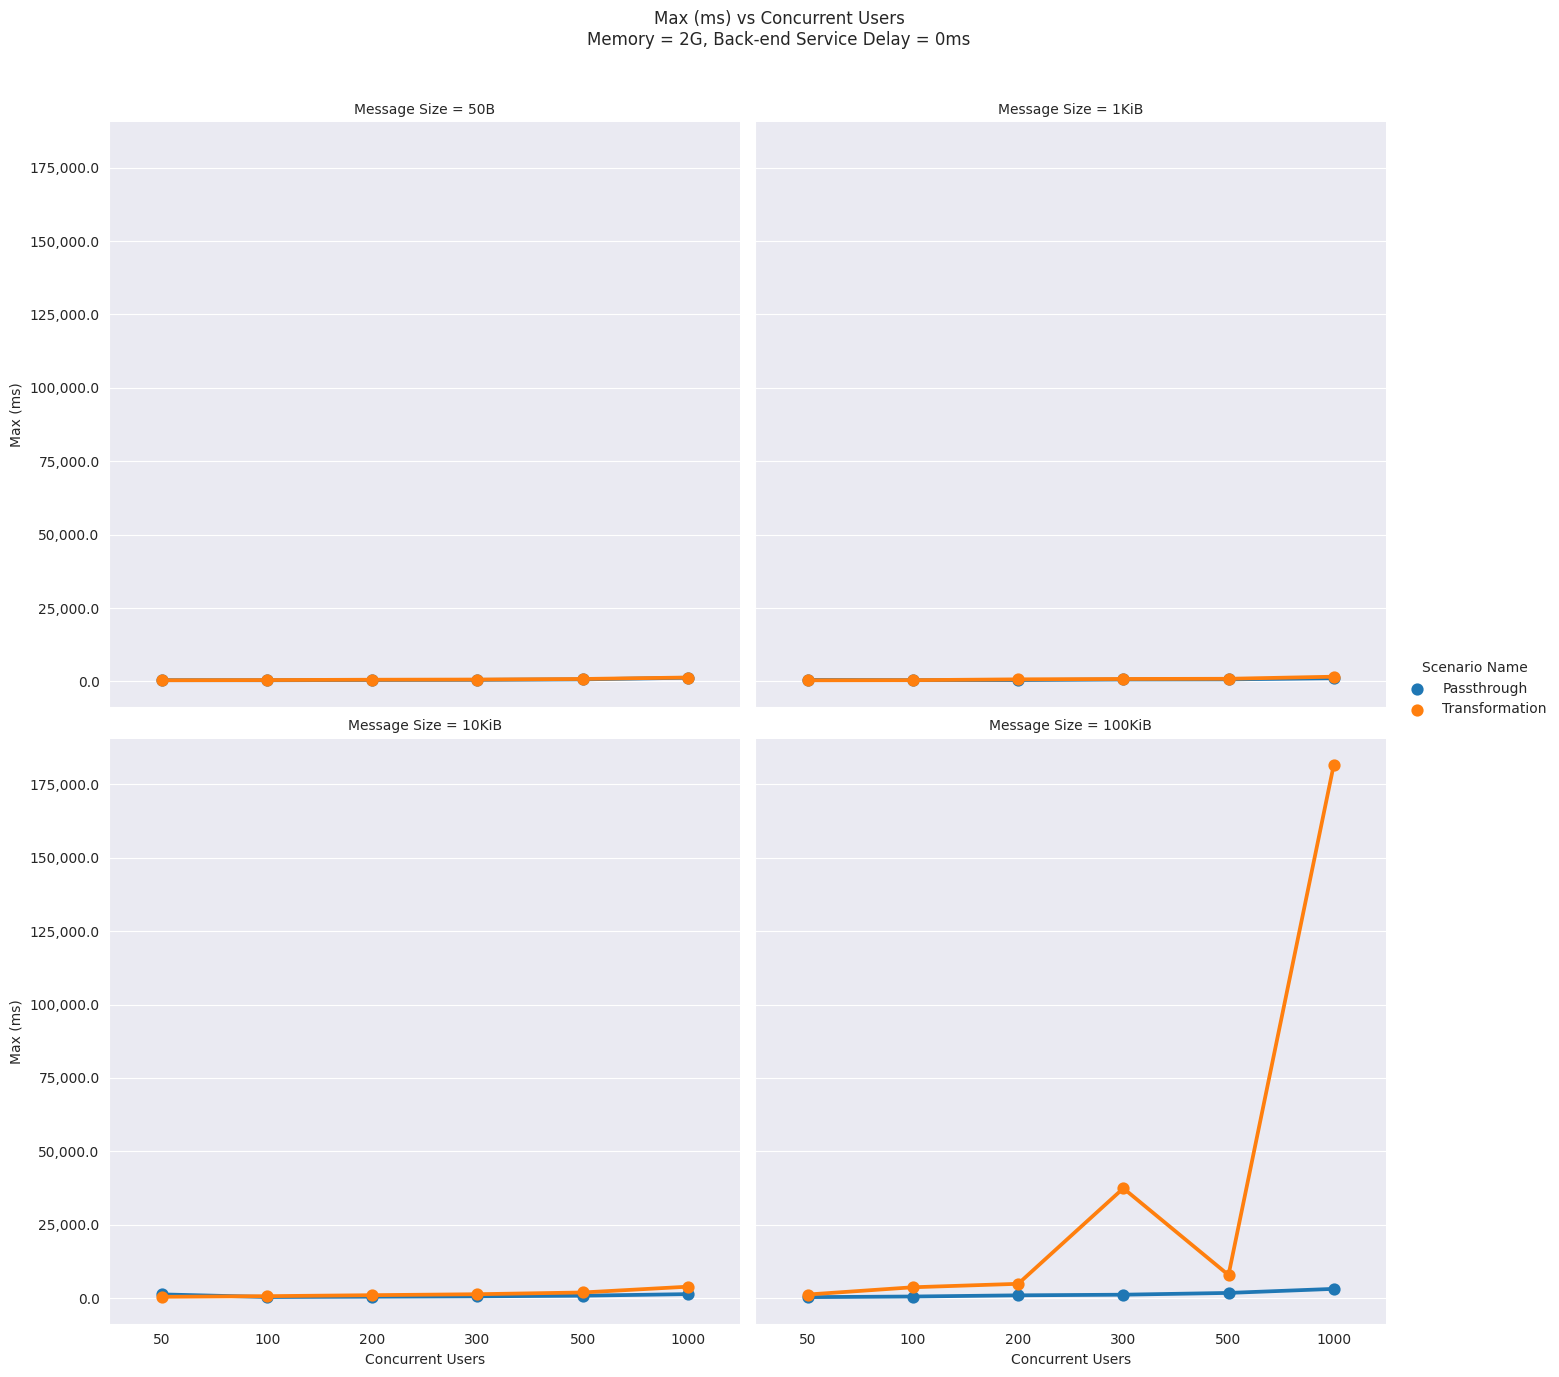 Max (ms) vs Concurrent Users
Memory = 2G, Back-end Service Delay = 0ms
Message Size = 50B
Message Size = 1KiB
175,000.0
150,000.0
125,000.0
100,000.0
75,000.0
50,000.0
25,000.0
0.0
Max (ms)
Scenario Name
Passthrough
Transformation
Message Size = 10KiB
Message Size = 100KiB
175,000.0
150,000.0
125,000.0
100,000.0
75,000.0
50,000.0
25,000.0
0.0
Max (ms)
50 100 200 300 500 1000
Concurrent Users
50 100 200 300 500 1000
Concurrent Users